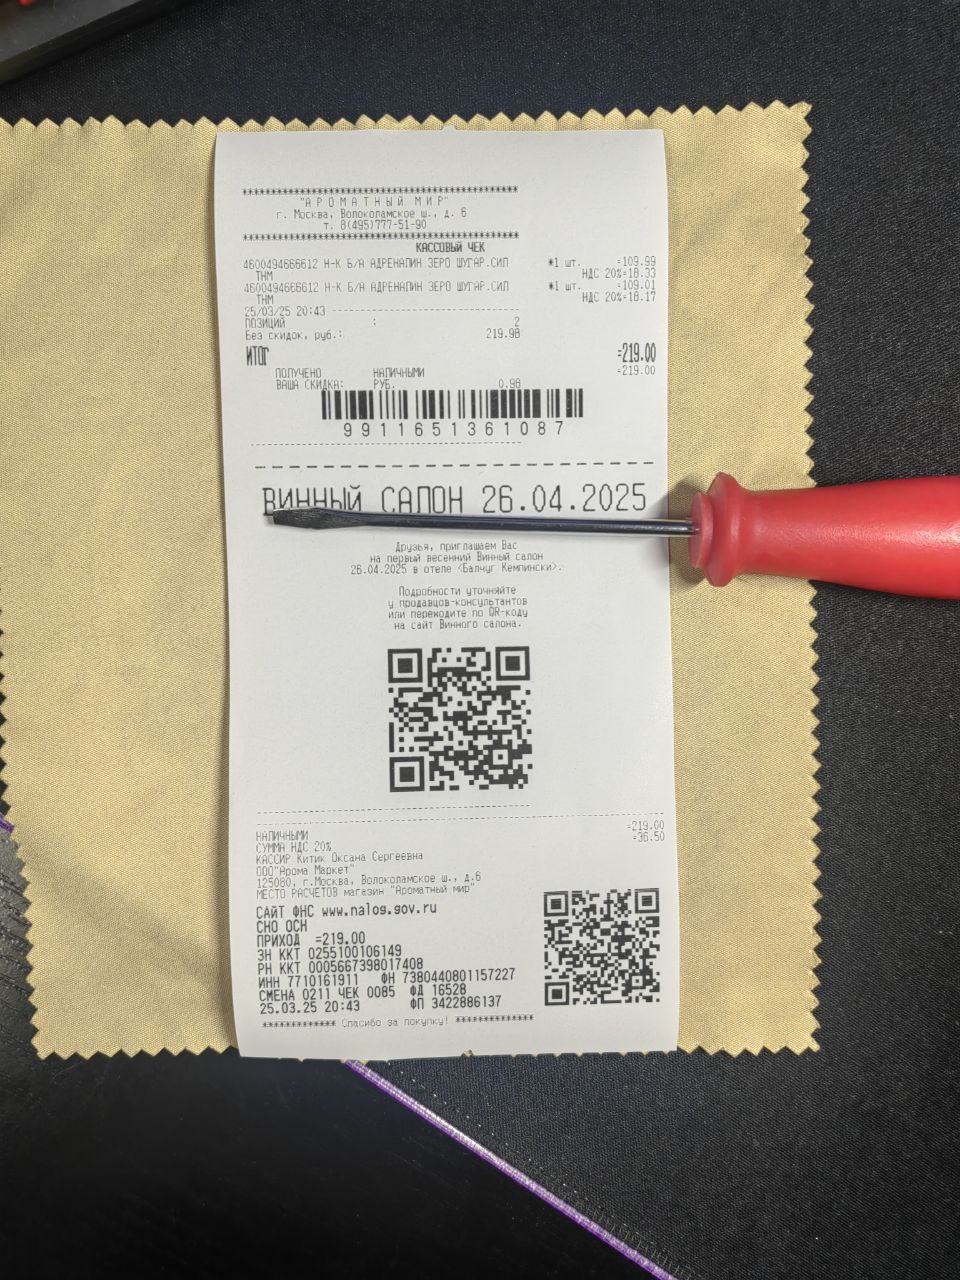 ********************************************
"АРОМАТНЫЙ МИР"
г. Москва, Волоколамское ш., д. 6
т. 8(495)777-51-90
********************************************
КАССОВЫЙ ЧЕК
4600494666612 Н-К Б/А АДРЕНАЛИН ЗЕРО ШУГАР.СИЛ *1 шт. =109.99
ТНМ НДС 20%=18.33
4600494666612 Н-К Б/А АДРЕНАЛИН ЗЕРО ШУГАР.СИЛ *1 шт. =109.01
ТНМ НДС 20%=18.17
25/03/25 20:43 ------------------------------
ПОЗИЦИЙ : 2
Без скидок, руб.: 219.98
ИТОГ =219.00
ПОЛУЧЕНО НАЛИЧНЫМИ =219.00
ВАША СКИДКА: РУБ. 0.98
9911651361087
ВИННЫЙ САЛОН 26.04.2025
Друзья, приглашаем Вас
на первый весенний Винный салон
26.04.2025 в отеле <Балчуг Кемпински>.
Подробности уточняйте
у продавцов-консультантов
или переходите по QR-коду
на сайт Винного салона.
НАЛИЧНЫМИ =219.00
СУММА НДС 20% =36.50
КАССИР Китик Оксана Сергеевна
ООО"Арома Маркет"
125080, г.Москва, Волоколамское ш., д.6
МЕСТО РАСЧЕТОВ магазин "Ароматный мир"
САЙТ ФНС www.nalog.gov.ru
СНО ОСН
ПРИХОД =219.00
ЗН ККТ 0255100106149
РН ККТ 0005667398017408
ИНН 7710161911 ФН 7380440801157227
СМЕНА 0211 ЧЕК 0085 ФД 16528
25.03.25 20:43 ФП 3422886137
************ Спасибо за покупку! ************